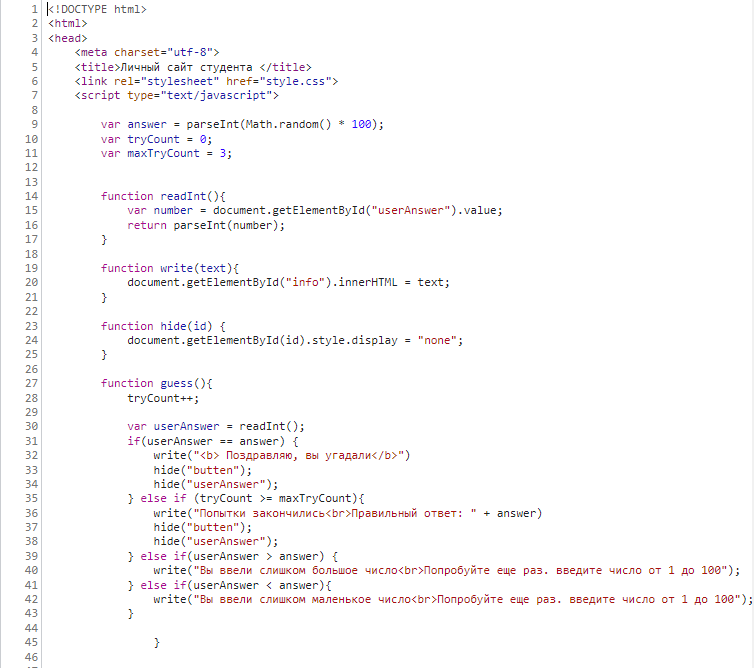 1 <!DOCTYPE html>
2 <html>
3 <head>
4 <meta charset="utf-8">
5 <title>Личный сайт студента </title>
6 <link rel="stylesheet" href="style.css">
7 <script type="text/javascript">
8
9 var answer = parseInt(Math.random() * 100);
10 var tryCount = 0;
11 var maxTryCount = 3;
12
13
14 function readInt(){
15 var number = document.getElementById("userAnswer").value;
16 return parseInt(number);
17 }
18
19 function write(text){
20 document.getElementById("info").innerHTML = text;
21 }
22
23 function hide(id) {
24 document.getElementById(id).style.display = "none";
25 }
26
27 function guess(){
28 tryCount++;
29
30 var userAnswer = readInt();
31 if(userAnswer == answer) {
32 write("<b> Поздравляю, вы угадали</b>")
33 hide("butten");
34 hide("userAnswer");
35 } else if (tryCount >= maxTryCount){
36 write("Попытки закончились<br>Правильный ответ: " + answer)
37 hide("butten");
38 hide("userAnswer");
39 } else if(userAnswer > answer) {
40 write("Вы ввели слишком большое число<br>Попробуйте еще раз. введите число от 1 до 100");
41 } else if(userAnswer < answer){
42 write("Вы ввели слишком маленькое число<br>Попробуйте еще раз. введите число от 1 до 100");
43 }
44
45 }
46